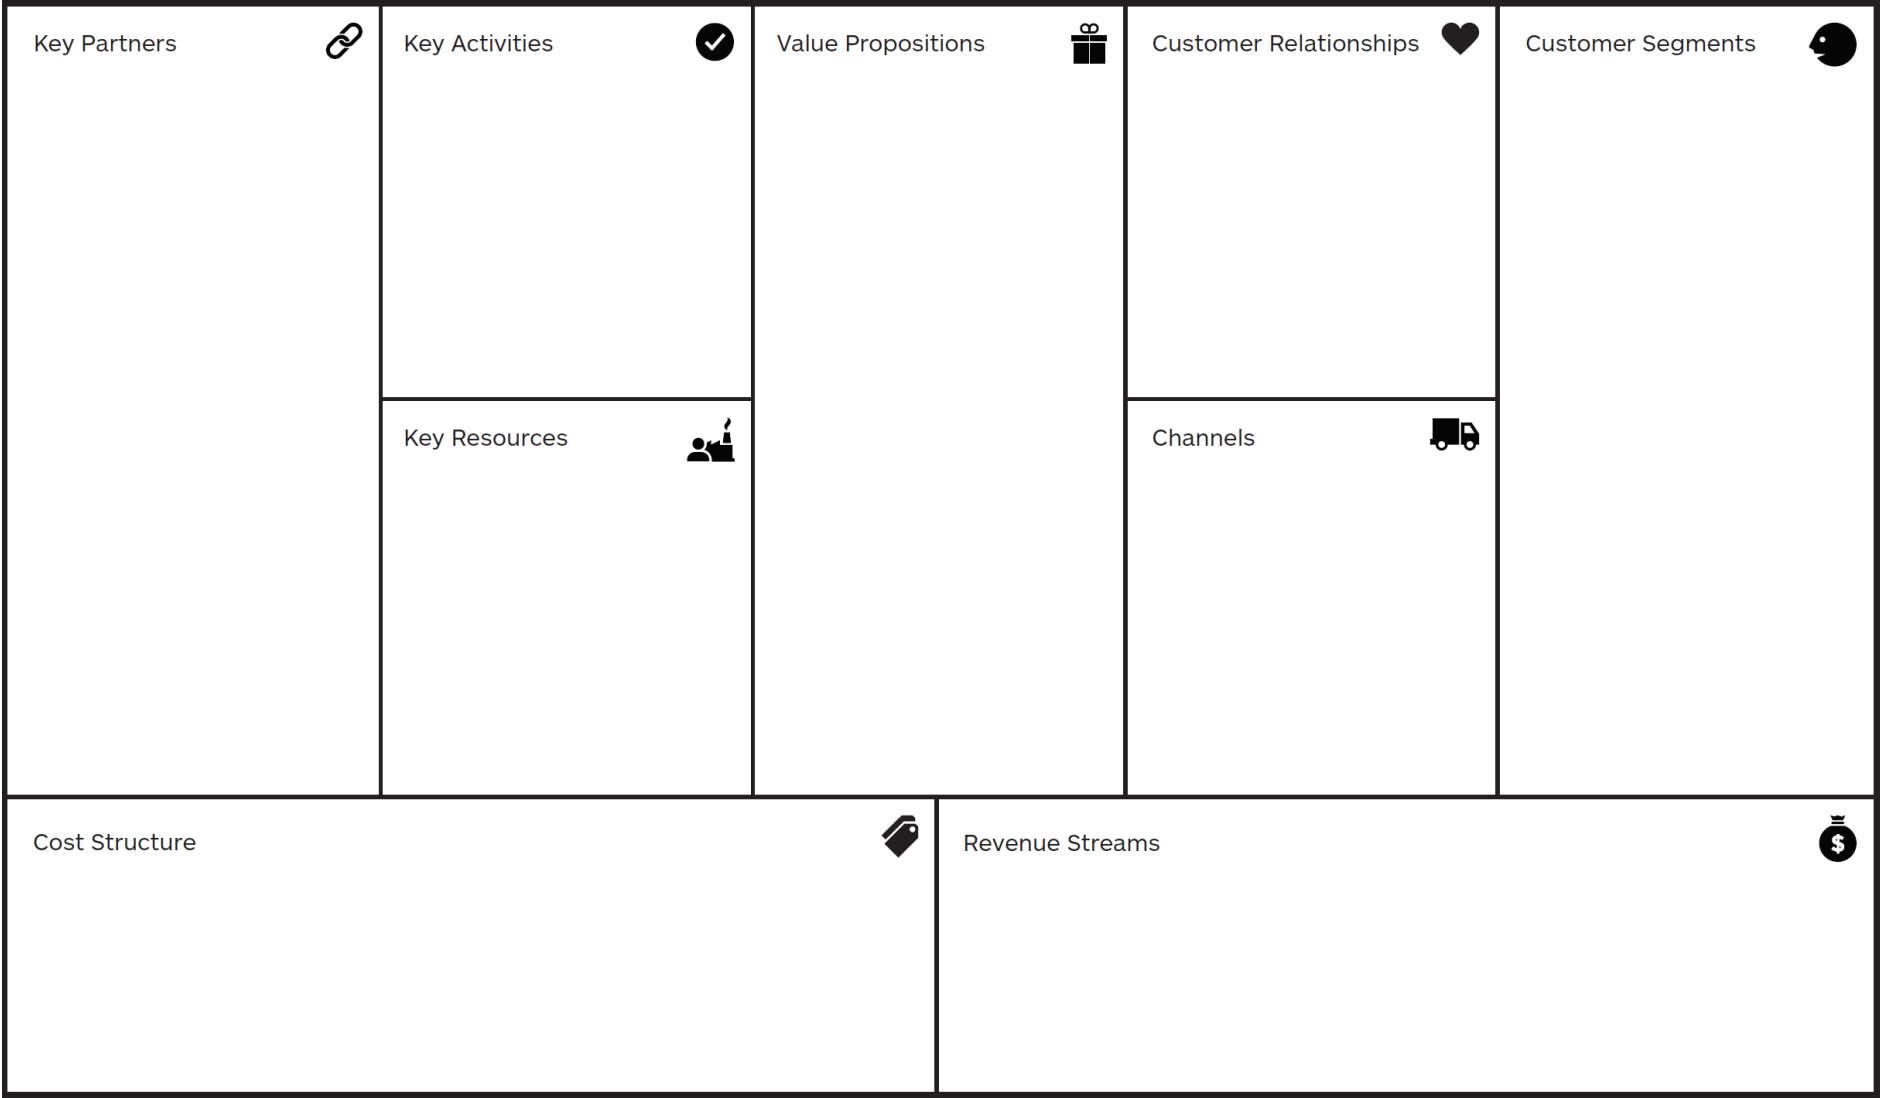 Key Partners
Key Activities
Value Propositions
Customer Relationships
Customer Segments
Key Resources
Channels
Cost Structure
Revenue Streams
$